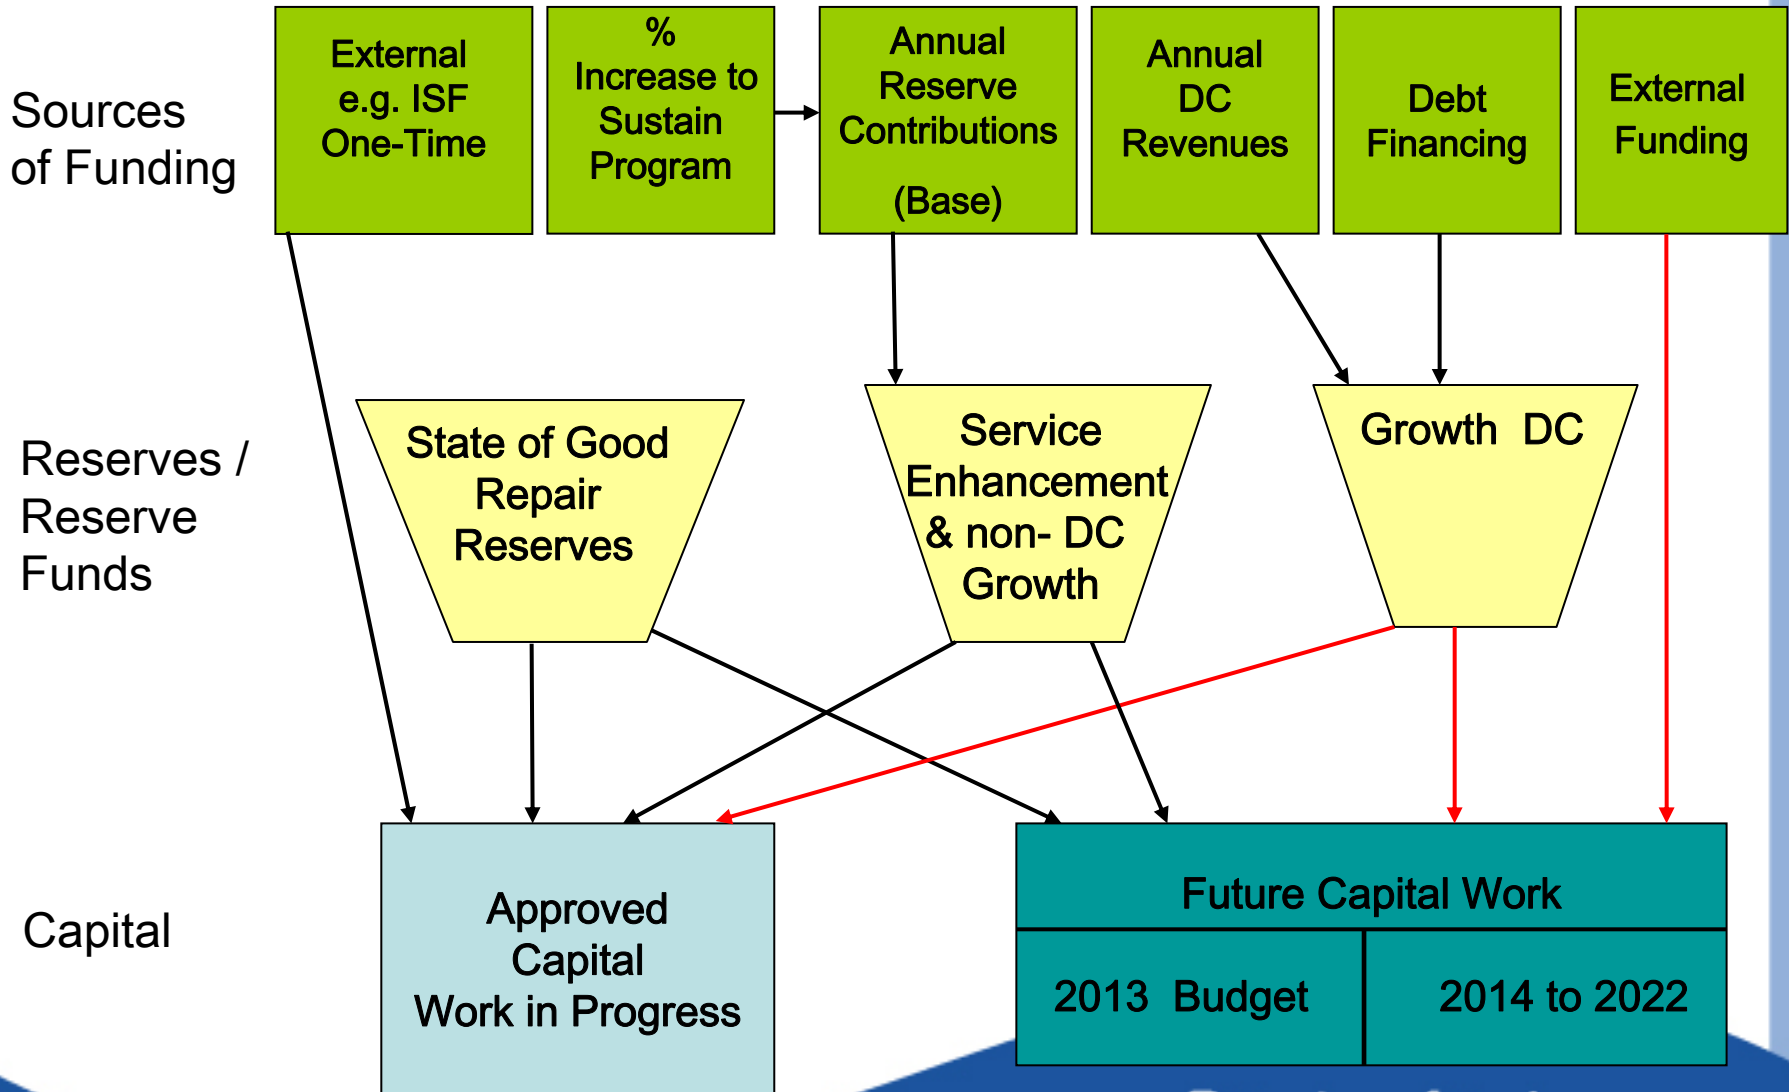 Sources
of Funding
External
e.g. ISF
One-Time
%
Increase to
Sustain
Program
Annual
Reserve
Contributions
(Base)
Annual
DC
Revenues
Debt
Financing
External
Funding
Reserves /
Reserve
Funds
State of Good
Repair
Reserves
Service
Enhancement
& non- DC
Growth
Growth DC
Capital
Approved
Capital
Work in Progress
Future Capital Work
2013 Budget
2014 to 2022